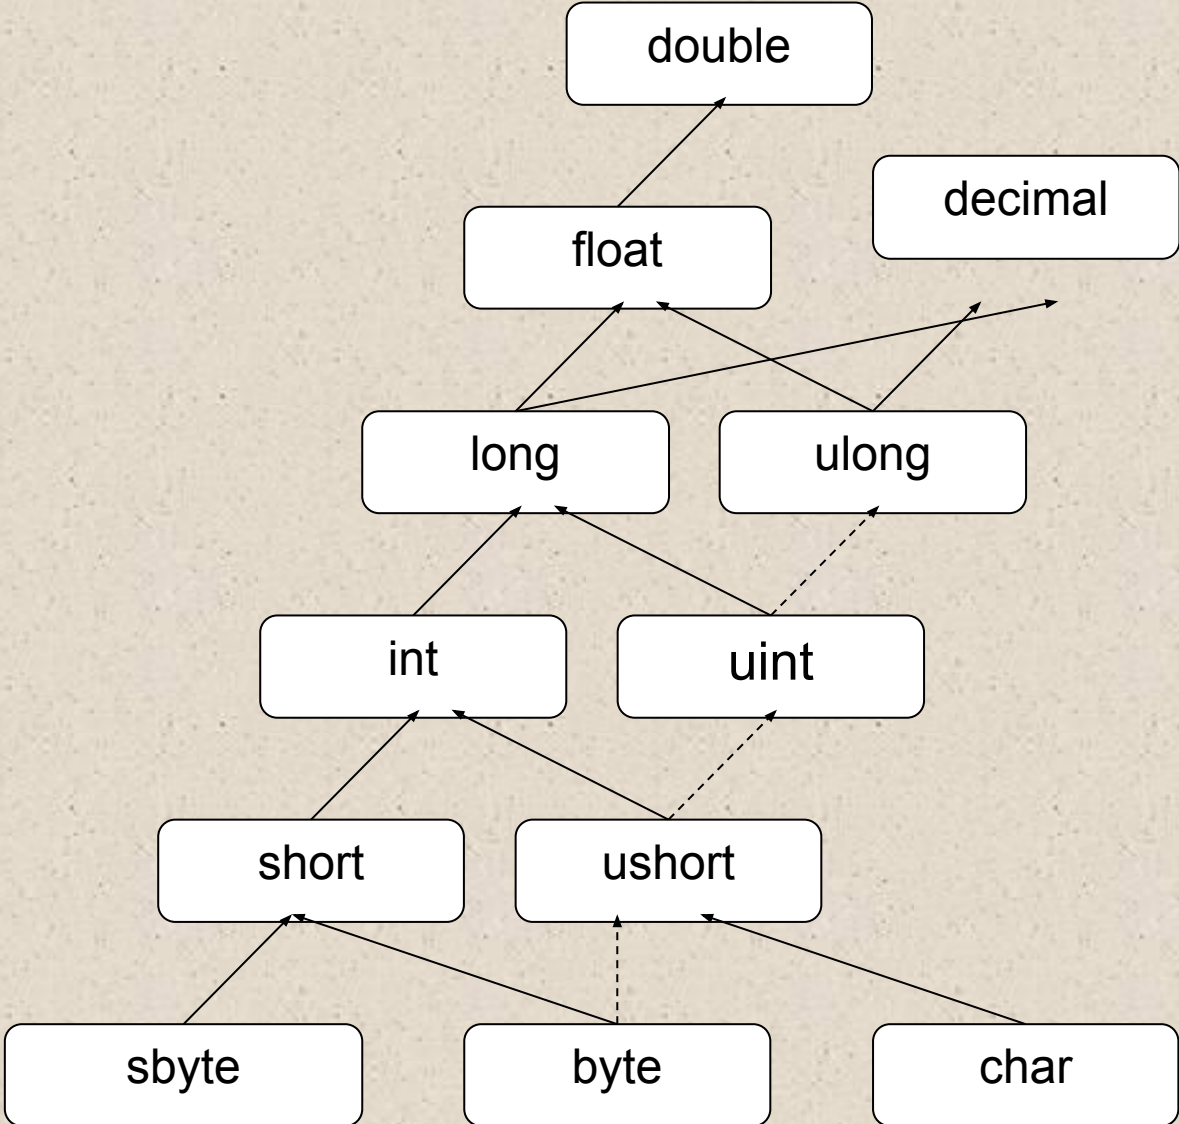 double
decimal
float
long
ulong
int
uint
short
ushort
sbyte
byte
char